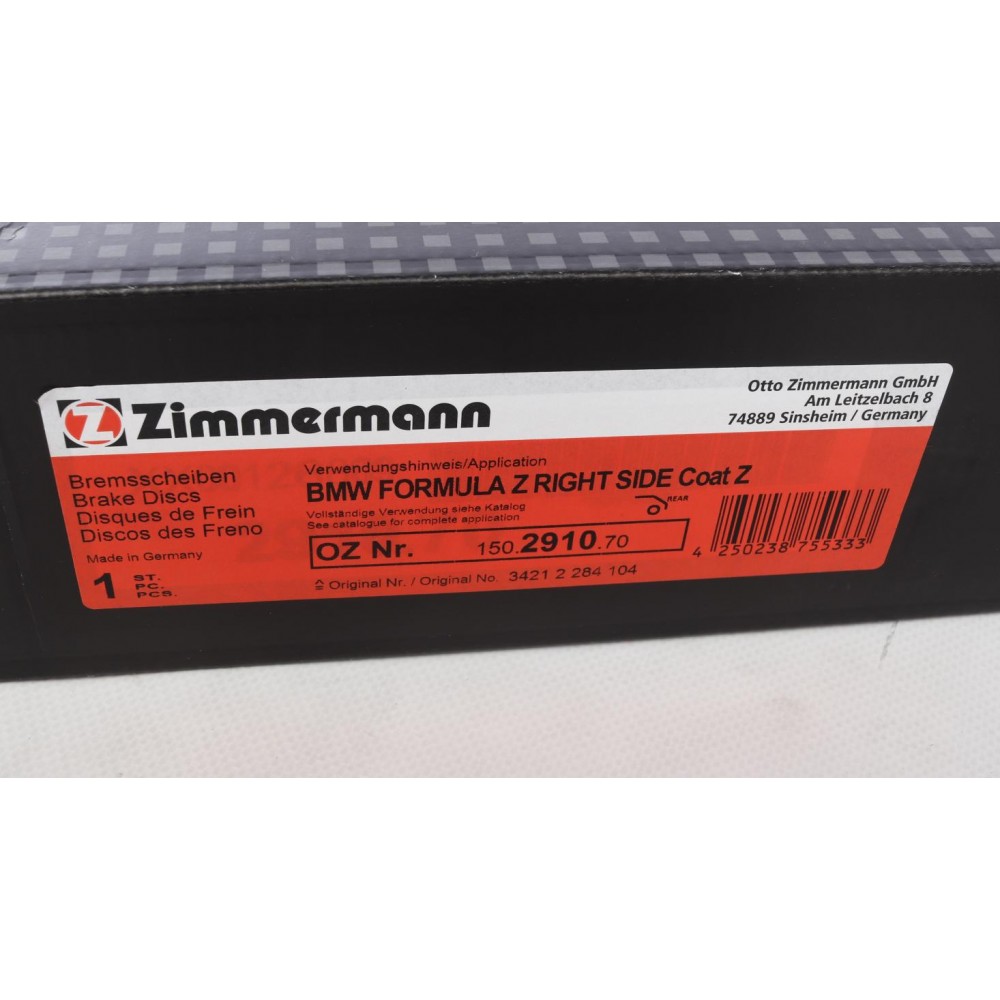 Z Zimmermann
Otto Zimmermann GmbH
Am Leitzelbach 8
74889 Sinsheim / Germany
Bremsscheiben
Brake Discs
Disques de Frein
Discos des Freno
Made in Germany
1 ST.
PC.
PCS.
Verwendungshinweis/Application
BMW FORMULA Z RIGHT SIDE Coat Z
Vollständige Verwendung siehe Katalog
See catalogue for complete application
REAR
OZ Nr. 150.2910.70
≙ Original Nr. / Original No. 3421 2 284 104
4 250238 755333